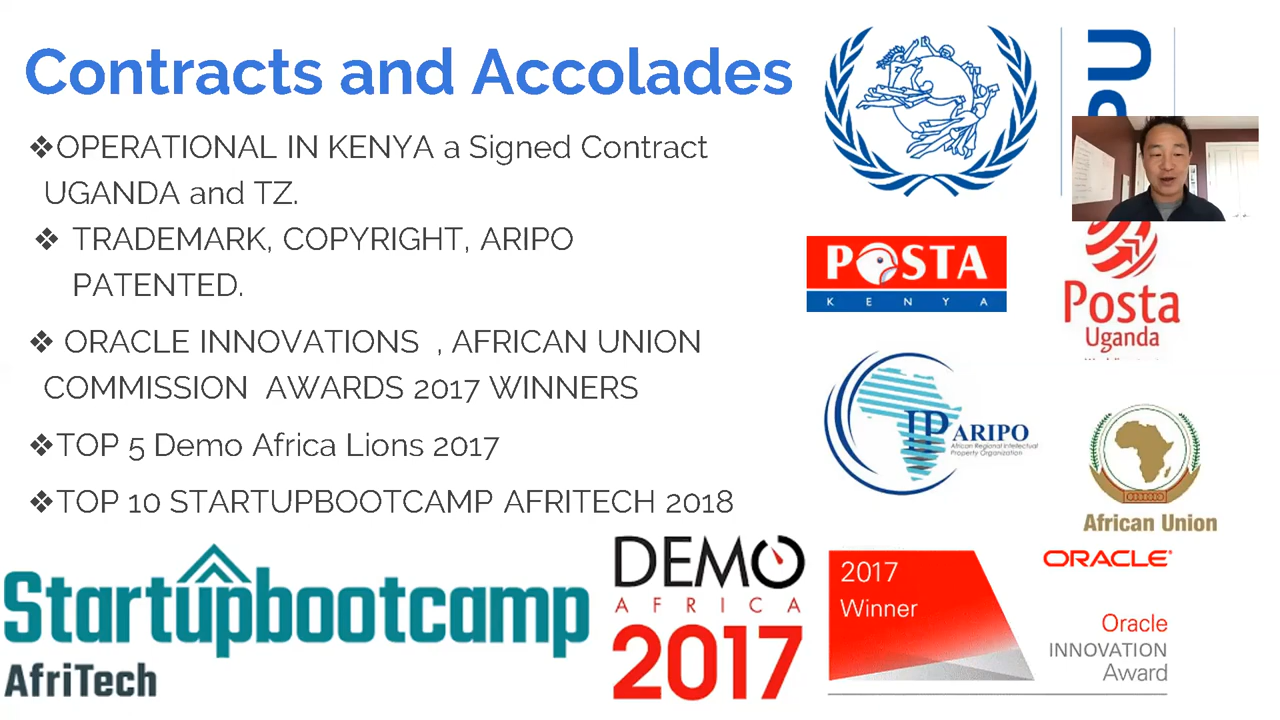 Contracts and Accolades
❖OPERATIONAL IN KENYA a Signed Contract
UGANDA and TZ.
❖ TRADEMARK, COPYRIGHT, ARIPO
PATENTED.
❖ ORACLE INNOVATIONS , AFRICAN UNION
COMMISSION AWARDS 2017 WINNERS
❖TOP 5 Demo Africa Lions 2017
❖TOP 10 STARTUPBOOTCAMP AFRITECH 2018
POSTA
KENYA
Posta
Uganda
IP ARIPO
African Regional Intellectual
Property Organization
African Union
Startupbootcamp
AfriTech
DEMO
AFRICA
2017
2017
Winner
ORACLE
Oracle
INNOVATION
Award